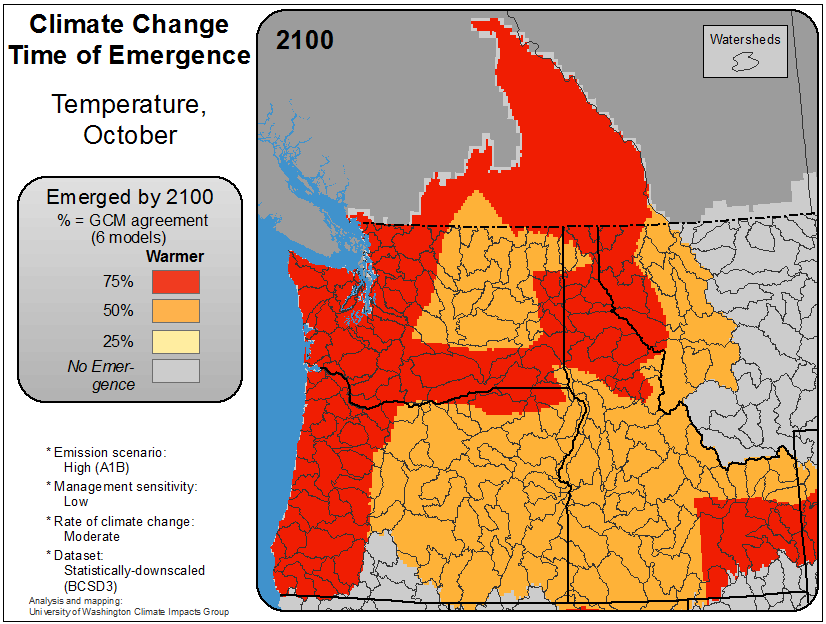 Climate Change
Time of Emergence
Temperature,
October
Emerged by 2100
% = GCM agreement
(6 models)
Warmer
75%
50%
25%
No Emer-
gence
* Emission scenario:
High (A1B)
* Management sensitivity:
Low
* Rate of climate change:
Moderate
* Dataset:
Statistically-downscaled
(BCSD3)
Analysis and mapping:
University of Washington Climate Impacts Group
2100
Watersheds